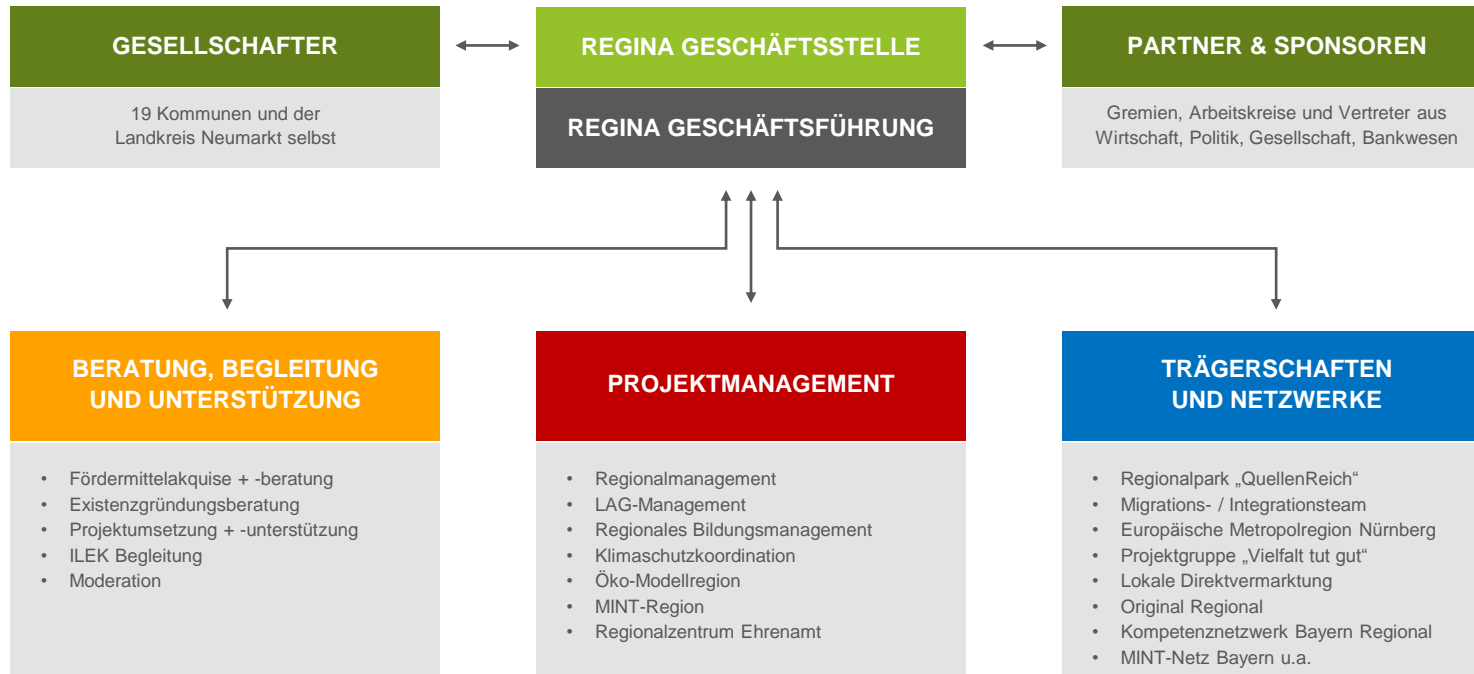 GESELLSCHAFTER
19 Kommunen und der
Landkreis Neumarkt selbst
REGINA GESCHÄFTSSTELLE
REGINA GESCHÄFTSFÜHRUNG
PARTNER & SPONSOREN
Gremien, Arbeitskreise und Vertreter aus
Wirtschaft, Politik, Gesellschaft, Bankwesen
BERATUNG, BEGLEITUNG
UND UNTERSTÜTZUNG
• Fördermittelakquise + -beratung
• Existenzgründungsberatung
• Projektumsetzung + -unterstützung
• ILEK Begleitung
• Moderation
PROJEKTMANAGEMENT
• Regionalmanagement
• LAG-Management
• Regionales Bildungsmanagement
• Klimaschutzkoordination
• Öko-Modellregion
• MINT-Region
• Regionalzentrum Ehrenamt
TRÄGERSCHAFTEN
UND NETZWERKE
• Regionalpark „QuellenReich“
• Migrations- / Integrationsteam
• Europäische Metropolregion Nürnberg
• Projektgruppe „Vielfalt tut gut“
• Lokale Direktvermarktung
• Original Regional
• Kompetenznetzwerk Bayern Regional
• MINT-Netz Bayern u.a.